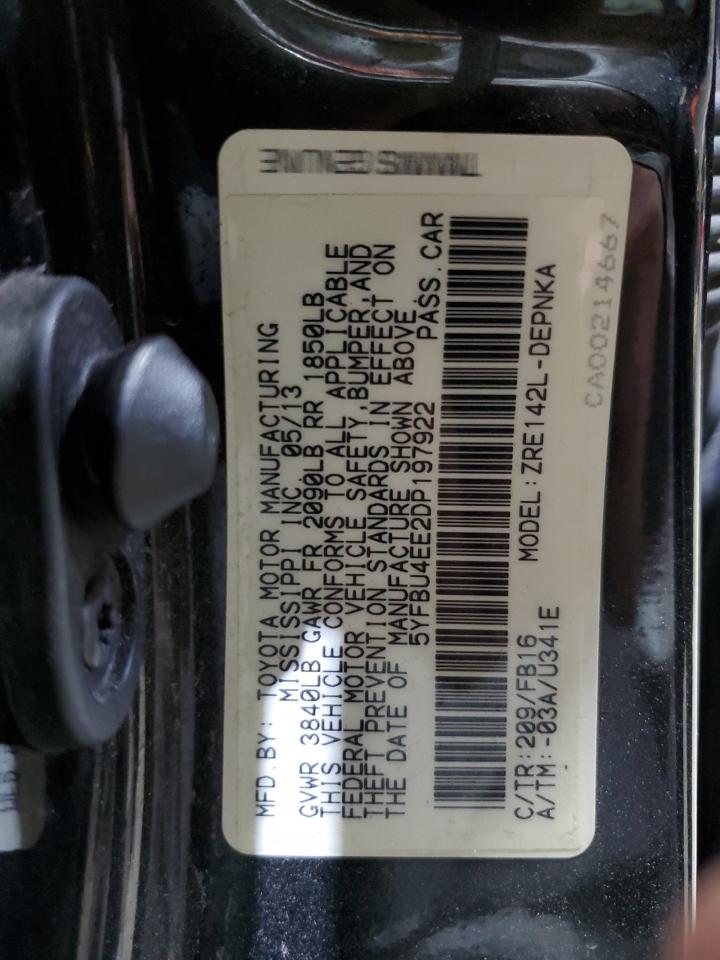 MFD.BY: TOYOTA MOTOR MANUFACTURING
MISSISSIPPI INC. 05/13
GVWR 3840LB GAWR FR 2090LB RR 1850LB
THIS VEHICLE CONFORMS TO ALL APPLICABLE
FEDERAL MOTOR VEHICLE SAFETY,BUMPER,AND
THEFT PREVENTION STANDARDS IN EFFECT ON
THE DATE OF MANUFACTURE SHOWN ABOVE.
5YFBU4EE2DP197922 PASS.CAR
C/TR:209/FB16 MODEL:ZRE142L-DEPNKA
A/TM:-03A/U341E
CA00214667
GENUINE